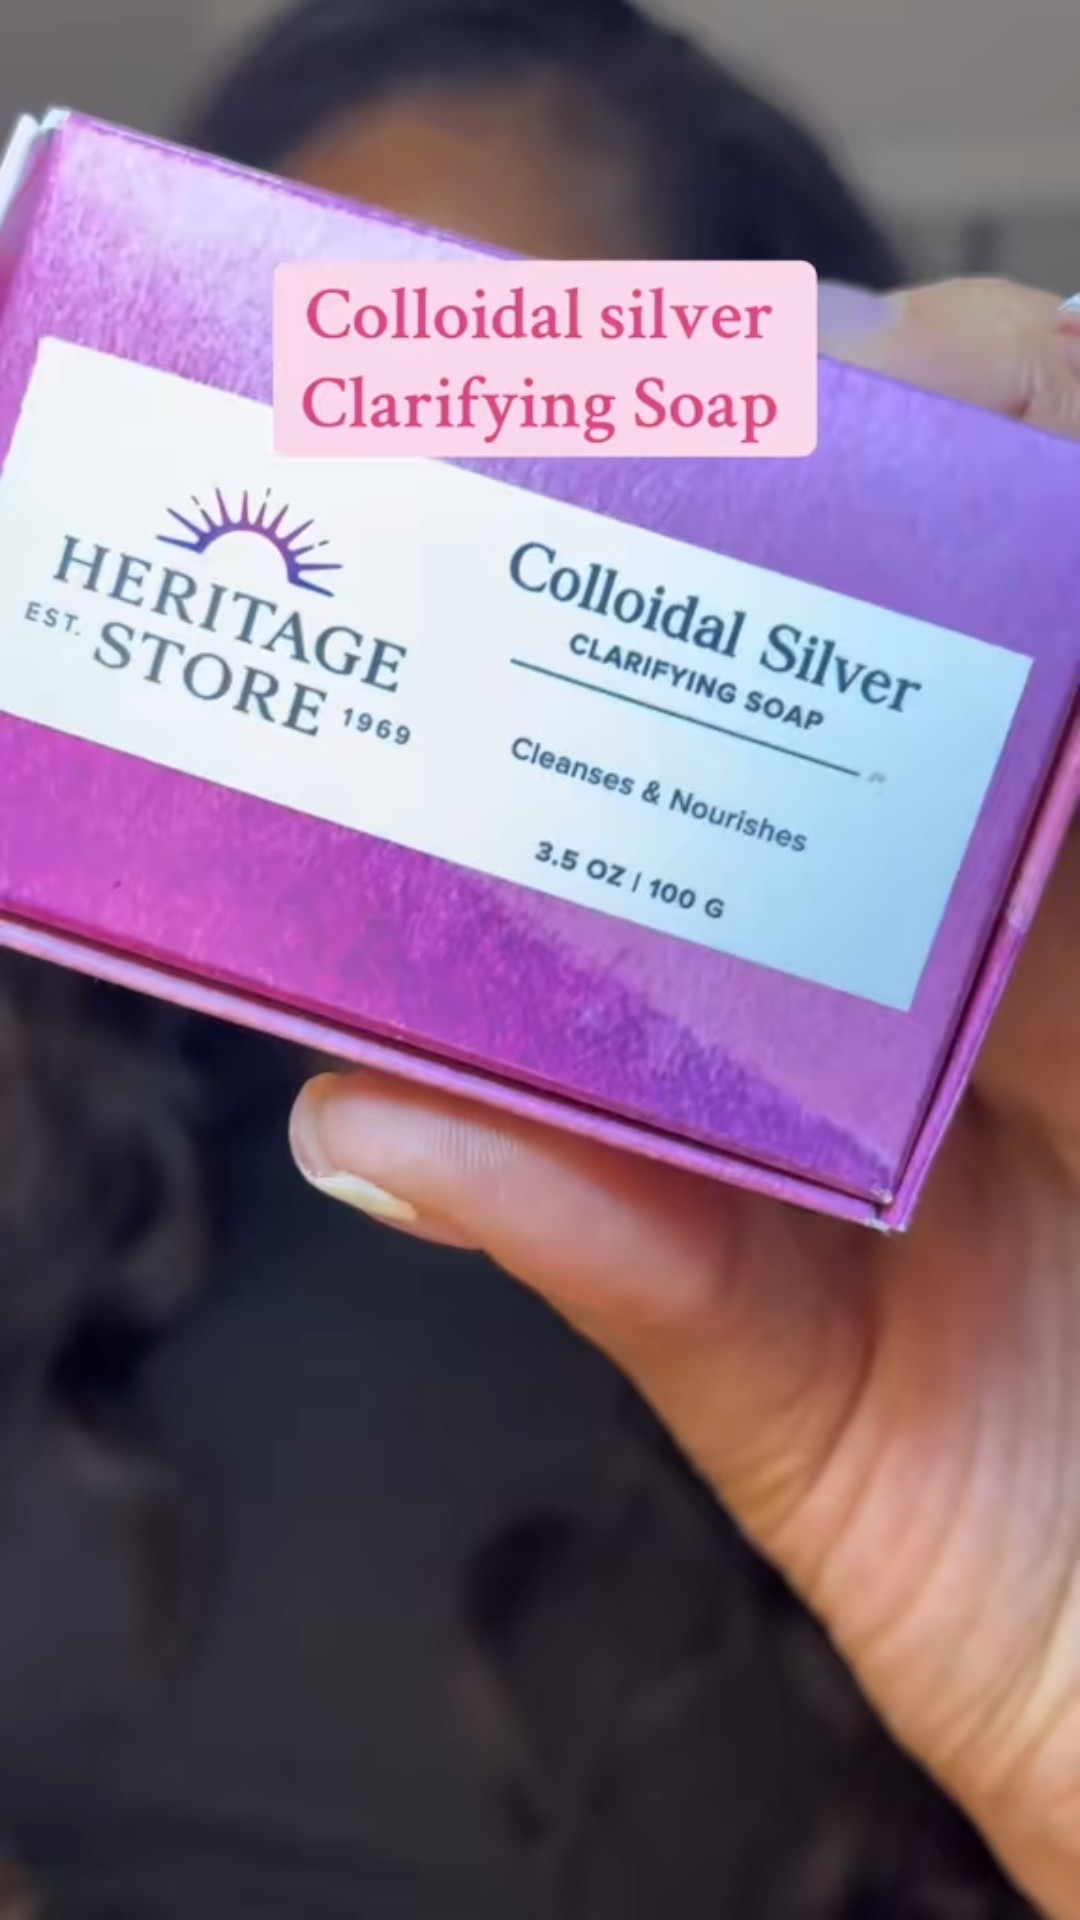 Colloidal silver
Clarifying Soap
HERITAGE
EST. STORE 1969
Colloidal Silver
CLARIFYING SOAP
Cleanses & Nourishes
3.5 OZ | 100 G